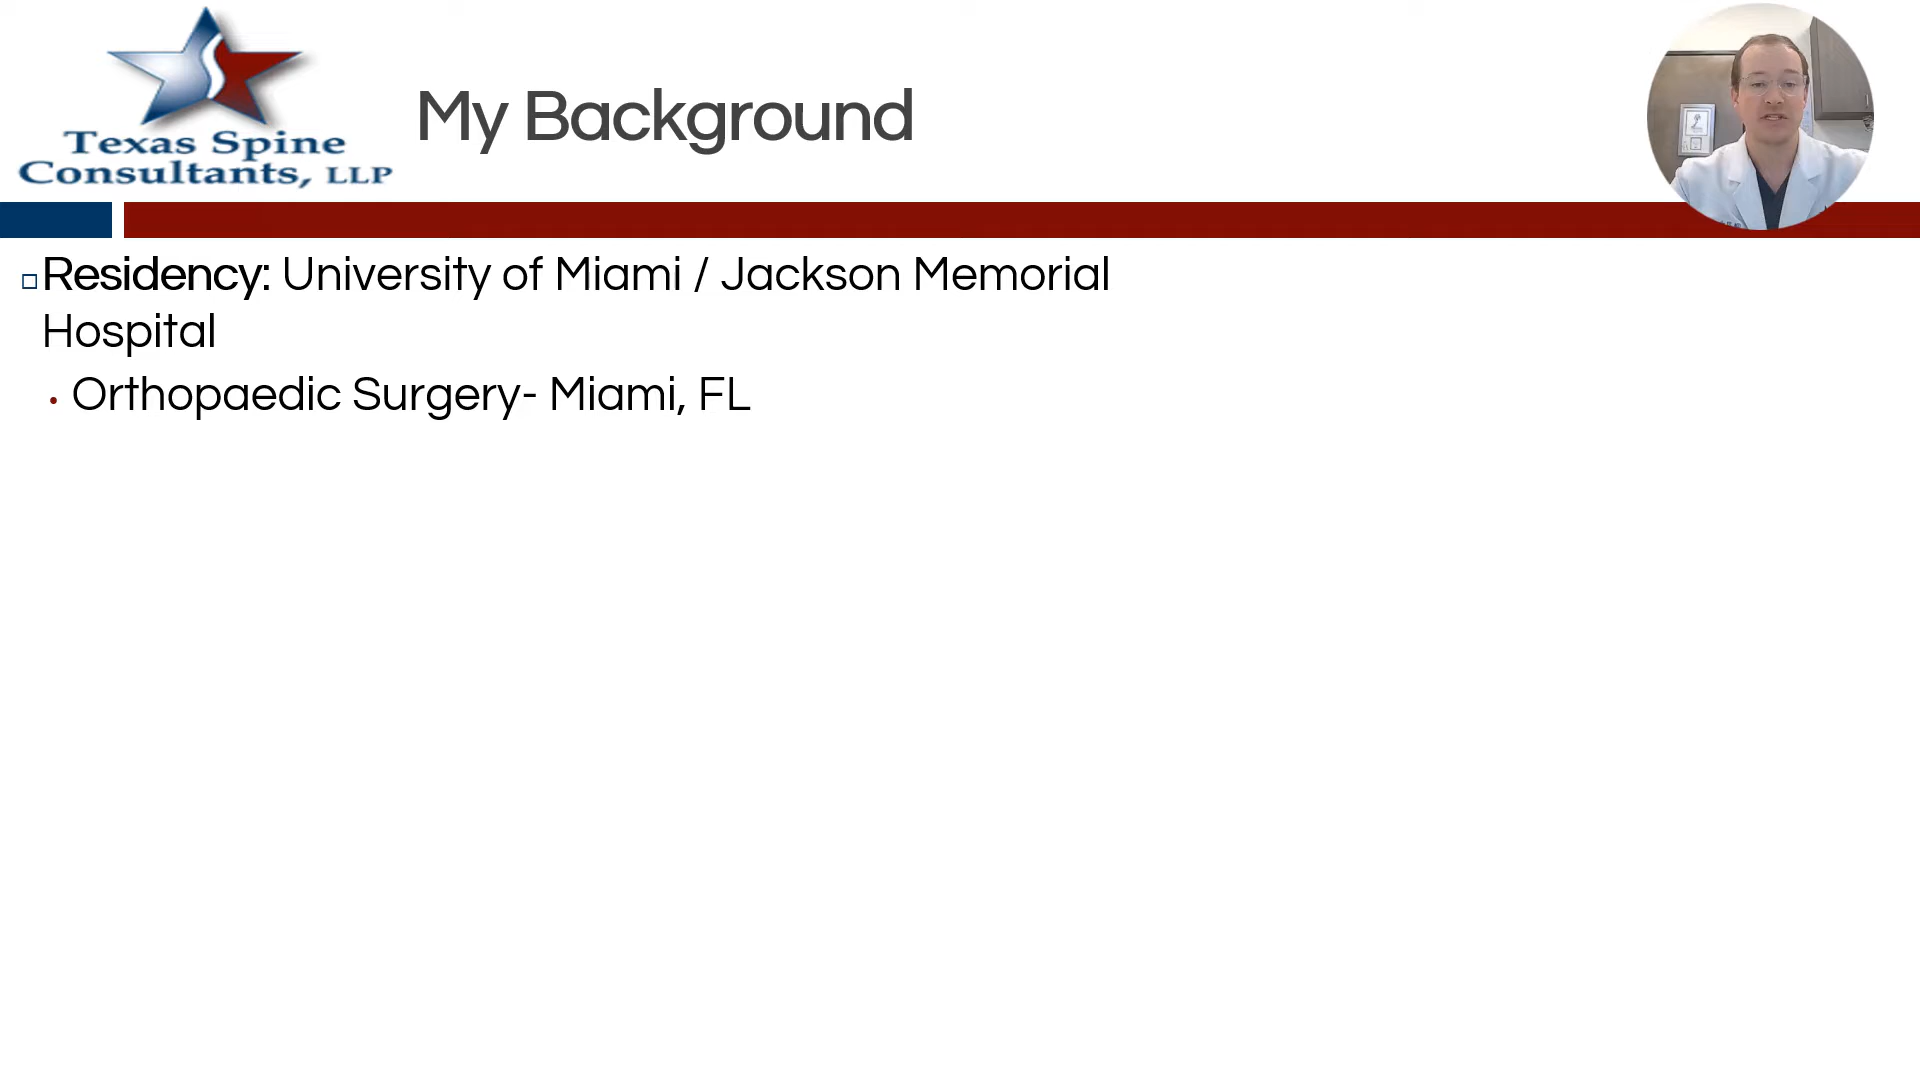 Texas Spine
Consultants, LLP
My Background
Residency: University of Miami / Jackson Memorial
Hospital
• Orthopaedic Surgery- Miami, FL